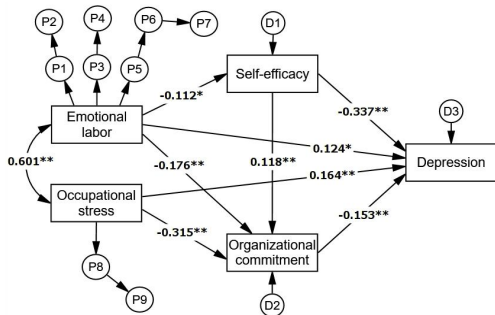 P2
P4
P6
P7
D1
P1
P3
P5
Self-efficacy
-0.112*
Emotional
labor
-0.337**
D3
0.124*
0.601**
-0.176**
0.118**
Depression
0.164**
Occupational
stress
-0.153**
-0.315**
Organizational
commitment
P8
P9
D2